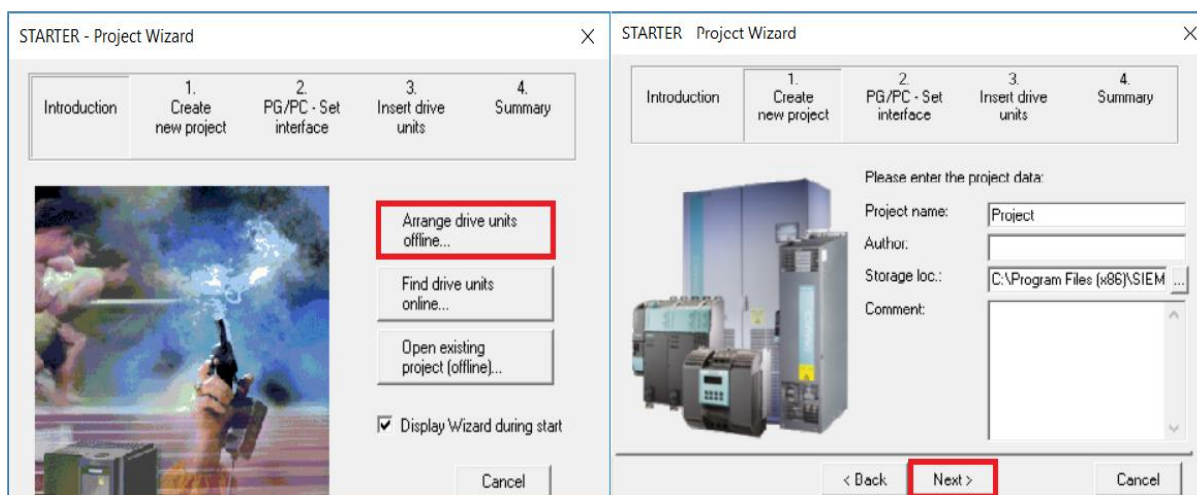 STARTER - Project Wizard
Introduction
1.
Create
new project
2.
PG/PC - Set
interface
3.
Insert drive
units
4.
Summary
Arrange drive units
offline...
Find drive units
online...
Open existing
project (offline)...
Display Wizard during start
Cancel
STARTER Project Wizard
Introduction
1.
Create
new project
2.
PG/PC - Set
interface
3.
Insert drive
units
4.
Summary
Please enter the project data:
Project name:
Project
Author:
Storage loc.:
C:\Program Files (x86)\SIEM
...
Comment:
< Back
Next >
Cancel